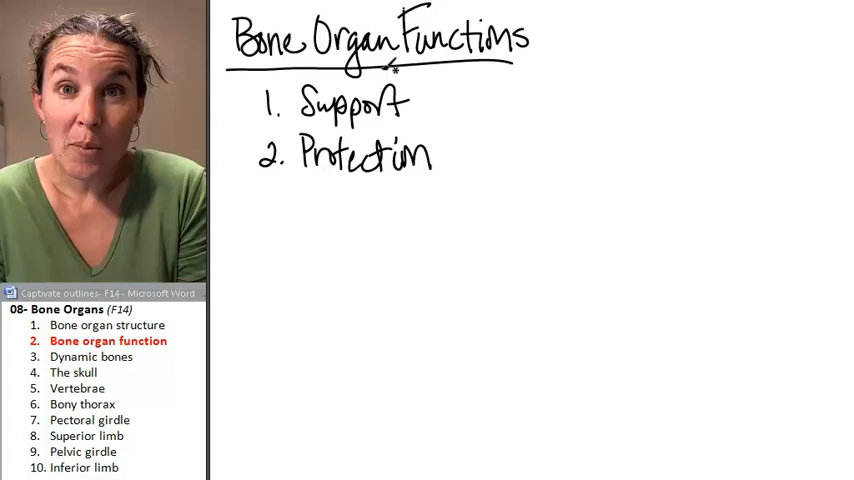 Bone Organ Functions
1. Support
2. Protection
Captivate outlines- F14 - Microsoft Word
08- Bone Organs (F14)
1. Bone organ structure
2. Bone organ function
3. Dynamic bones
4. The skull
5. Vertebrae
6. Bony thorax
7. Pectoral girdle
8. Superior limb
9. Pelvic girdle
10. Inferior limb